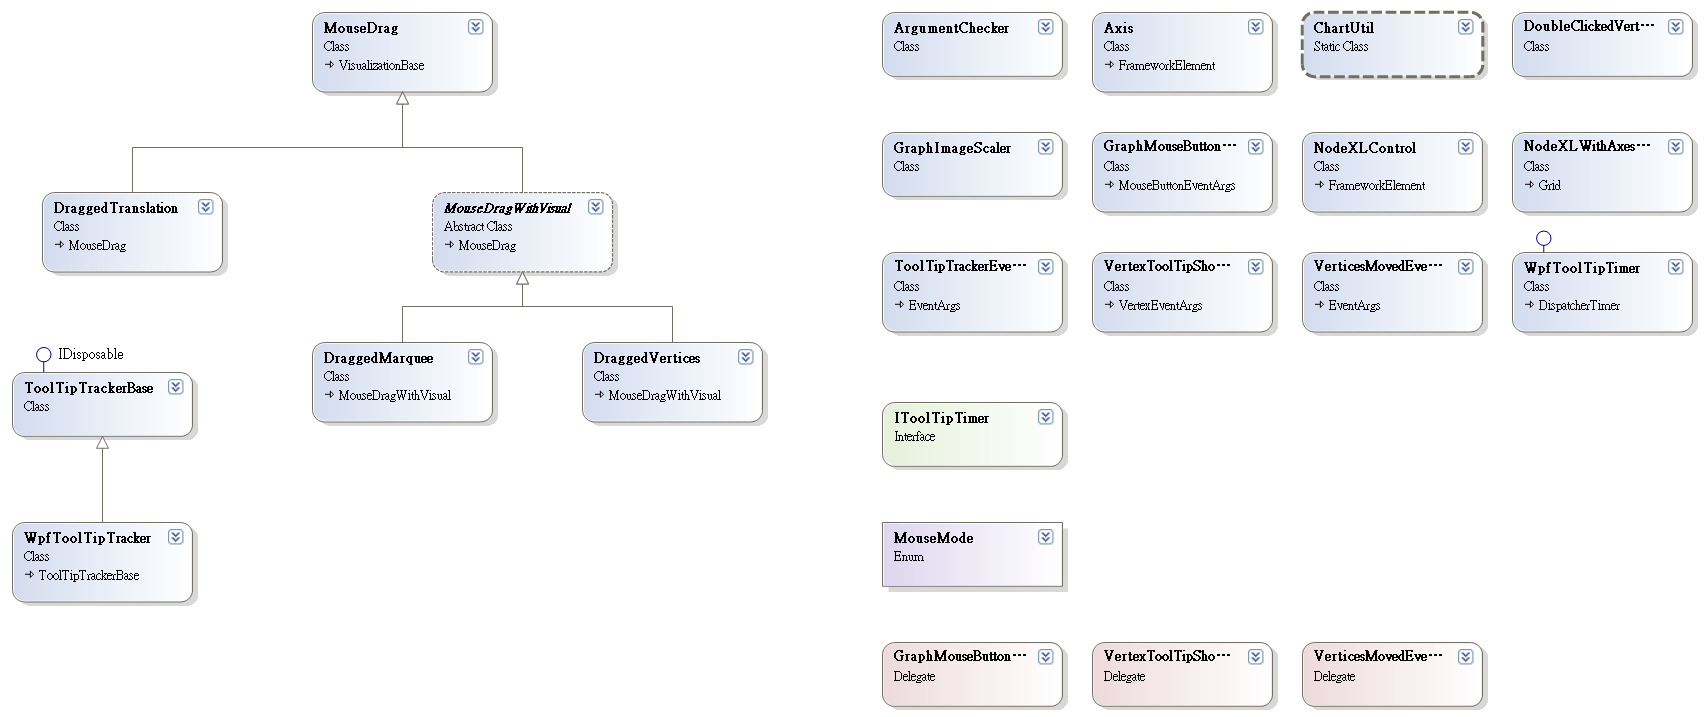 MouseDrag
Class
VisualizationBase
DraggedTranslation
Class
MouseDrag
MouseDragWithVisual
Abstract Class
MouseDrag
DraggedMarquee
Class
MouseDragWithVisual
DraggedVertices
Class
MouseDragWithVisual
IDisposable
ToolTipTrackerBase
Class
WpfToolTipTracker
Class
ToolTipTrackerBase
ArgumentChecker
Class
Axis
Class
FrameworkElement
ChartUtil
Static Class
DoubleClickedVert···
Class
GraphImageScaler
Class
GraphMouseButton···
Class
MouseButtonEventArgs
NodeXLControl
Class
FrameworkElement
NodeXLWithAxes···
Class
Grid
ToolTipTrackerEve···
Class
EventArgs
VertexToolTipSho···
Class
VertexEventArgs
VerticesMovedEve···
Class
EventArgs
WpfToolTipTimer
Class
DispatcherTimer
IToolTipTimer
Interface
MouseMode
Enum
GraphMouseButton···
Delegate
VertexToolTipSho···
Delegate
VerticesMovedEve···
Delegate